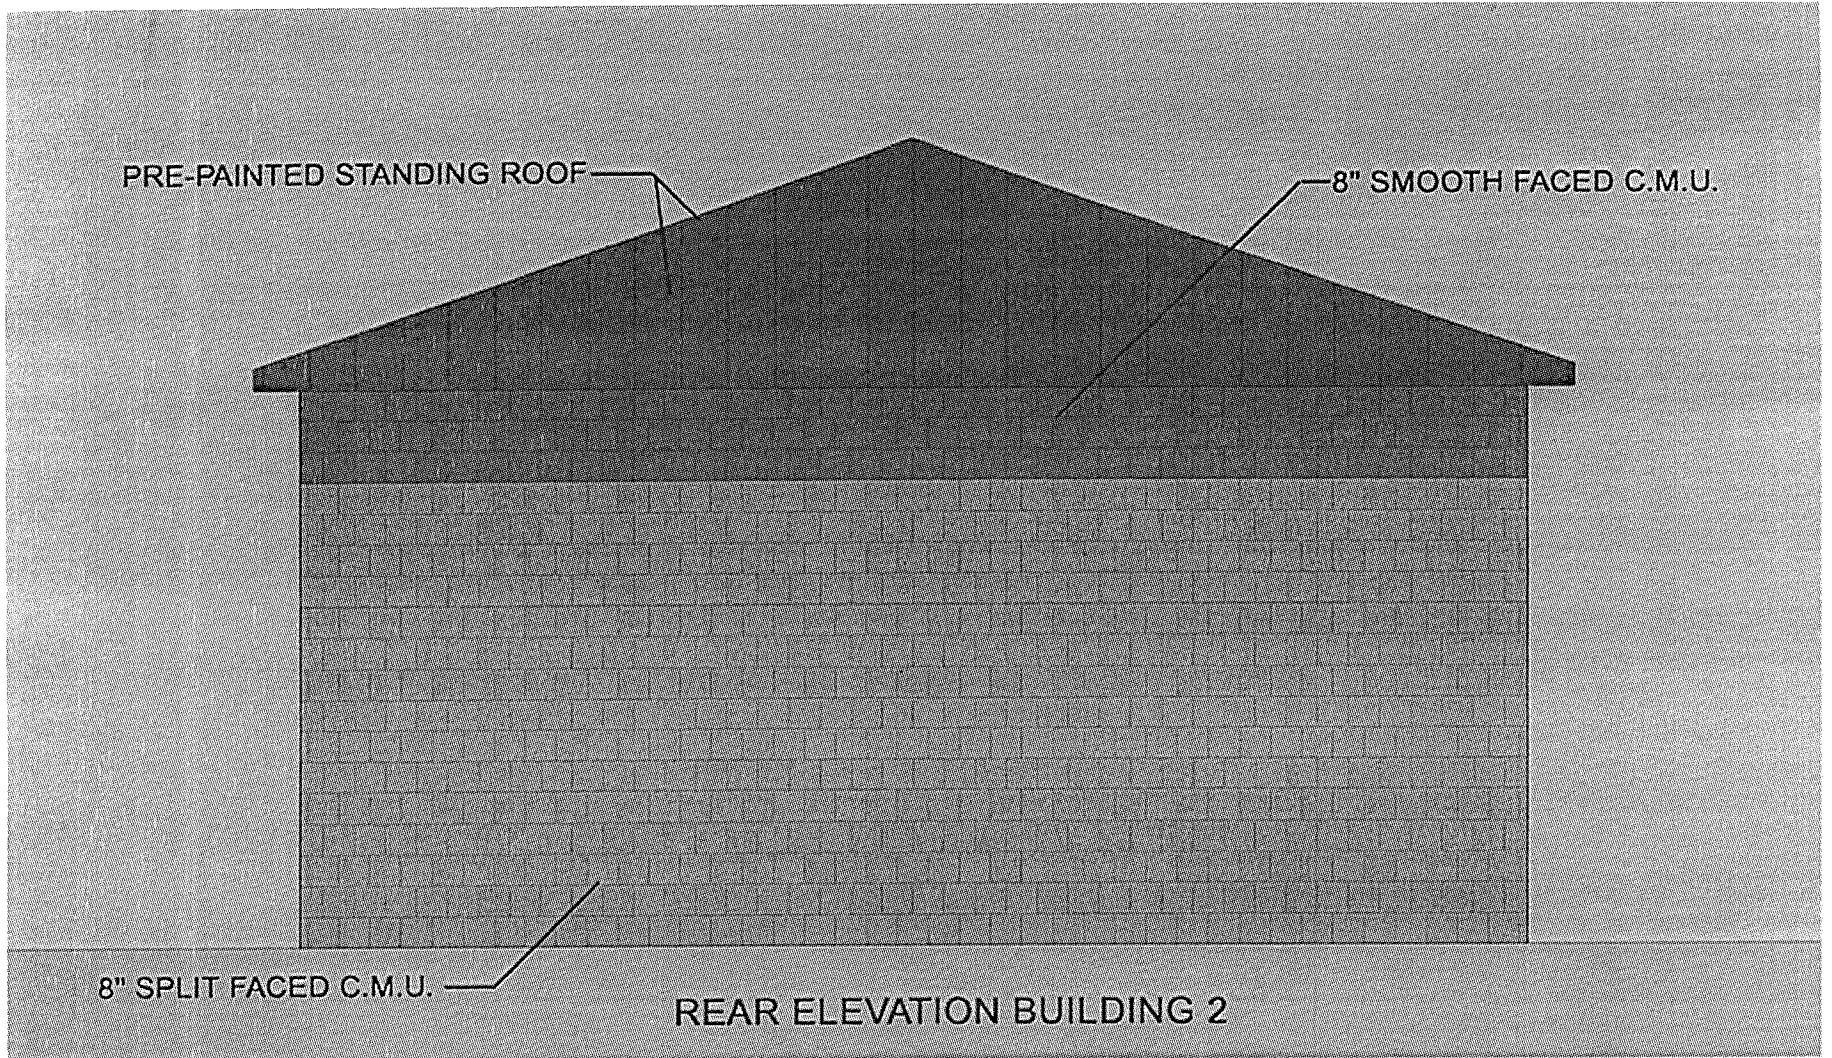 PRE-PAINTED STANDING ROOF
8" SMOOTH FACED C.M.U.
8" SPLIT FACED C.M.U.
REAR ELEVATION BUILDING 2